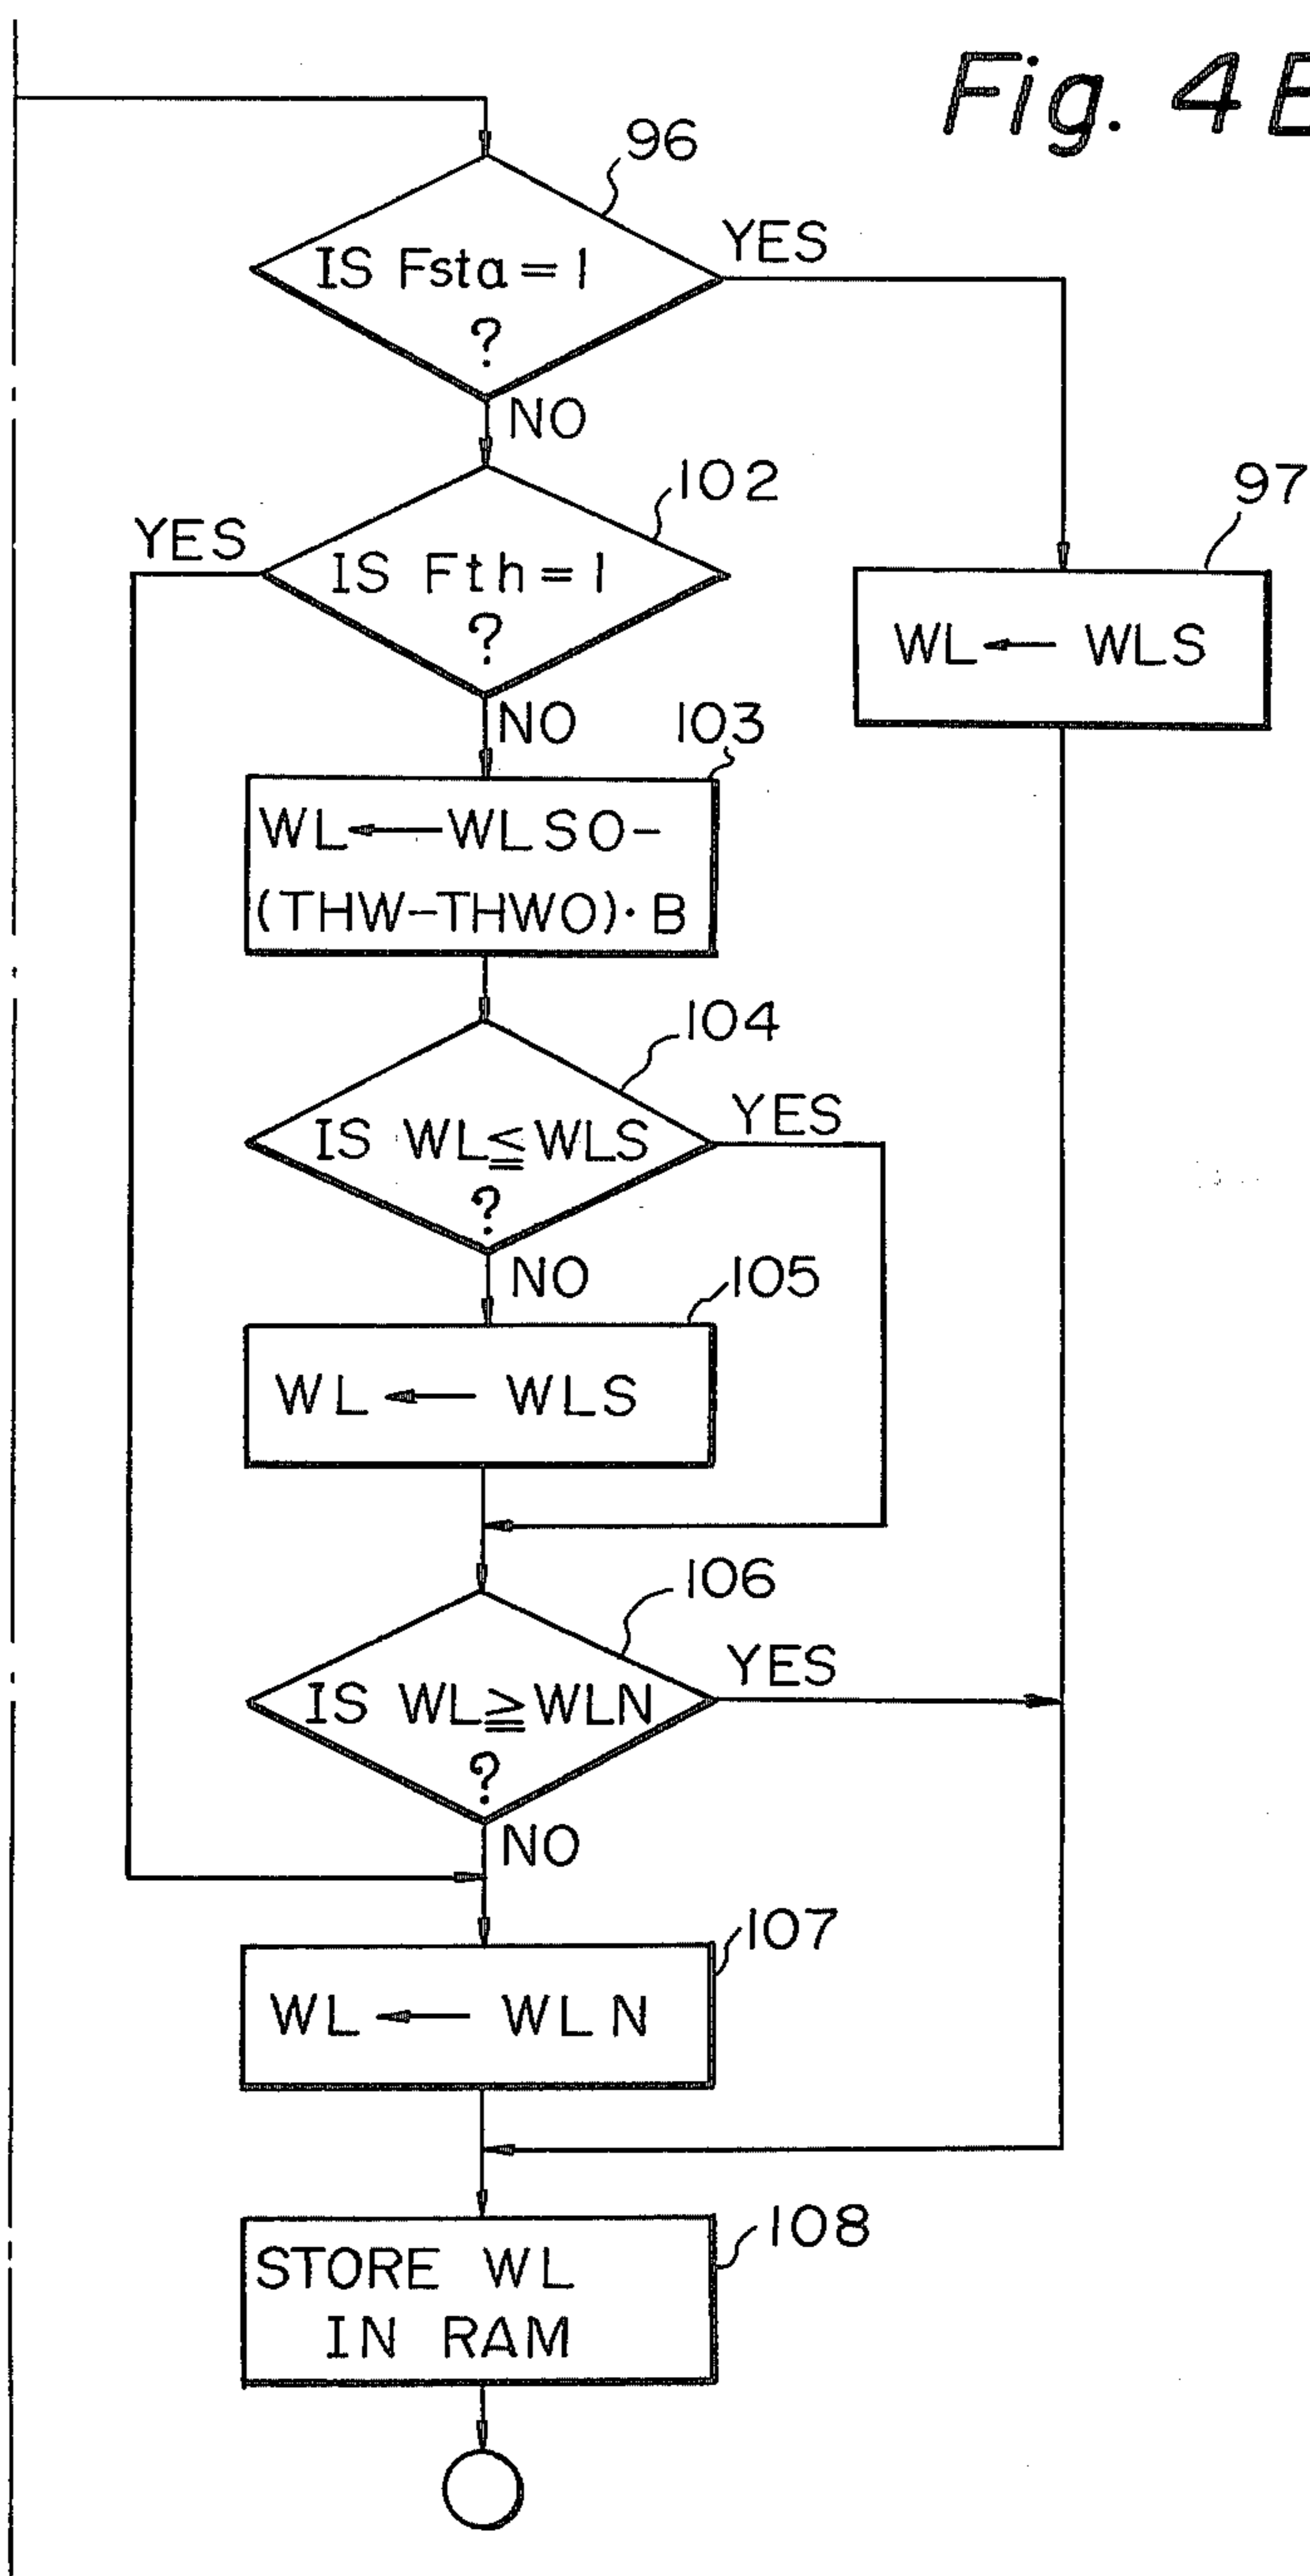 Fig. 4B
96
IS Fsta = 1
?
YES
NO
102
YES
IS Fth = 1
?
97
WL ← WLS
NO
103
WL ← WLSO-
(THW-THWO)·B
104
IS WL ≦ WLS
?
YES
NO
105
WL ← WLS
106
IS WL ≧ WLN
?
YES
NO
107
WL ← WLN
108
STORE WL
IN RAM